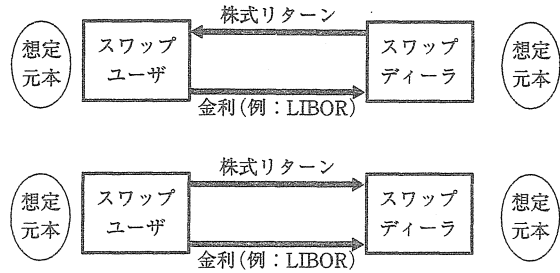 株式リターン
想定
元本
スワップ
ユーザ
スワップ
ディーラ
想定
元本
金利(例：LIBOR)
株式リターン
想定
元本
スワップ
ユーザ
スワップ
ディーラ
想定
元本
金利(例：LIBOR)